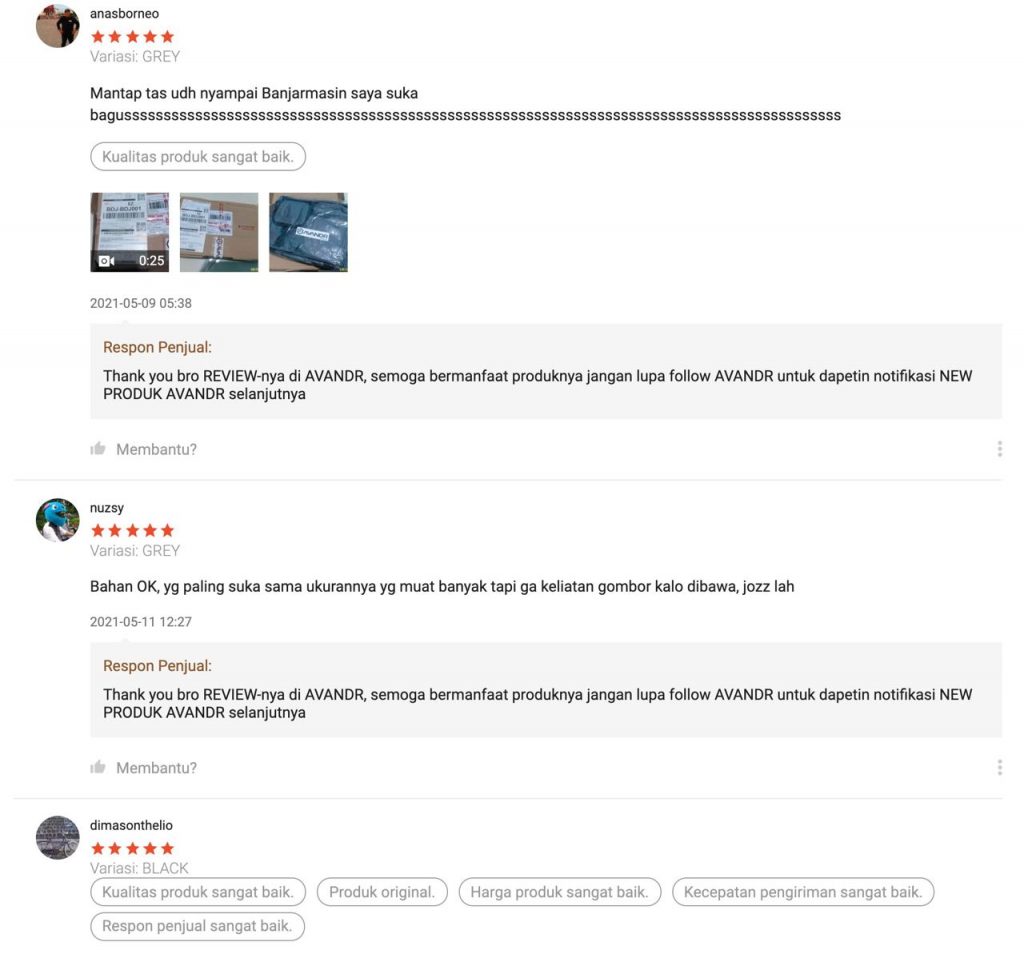 anasborneo
Variasi: GREY
Mantap tas udh nyampai Banjarmasin saya suka
bagusssssssssssssssssssssssssssssssssssssssssssssssssssssssssssssssssssssssssssssssssssssssssss
Kualitas produk sangat baik.
BDJ-BDJ001
0:25
AVANDR
2021-05-09 05:38
Respon Penjual:
Thank you bro REVIEW-nya di AVANDR, semoga bermanfaat produknya jangan lupa follow AVANDR untuk dapetin notifikasi NEW
PRODUK AVANDR selanjutnya
Membantu?
nuzsy
Variasi: GREY
Bahan OK, yg paling suka sama ukurannya yg muat banyak tapi ga keliatan gombor kalo dibawa, jozz lah
2021-05-11 12:27
Respon Penjual:
Thank you bro REVIEW-nya di AVANDR, semoga bermanfaat produknya jangan lupa follow AVANDR untuk dapetin notifikasi NEW
PRODUK AVANDR selanjutnya
Membantu?
dimasonthelio
Variasi: BLACK
Kualitas produk sangat baik. Produk original. Harga produk sangat baik. Kecepatan pengiriman sangat baik.
Respon penjual sangat baik.